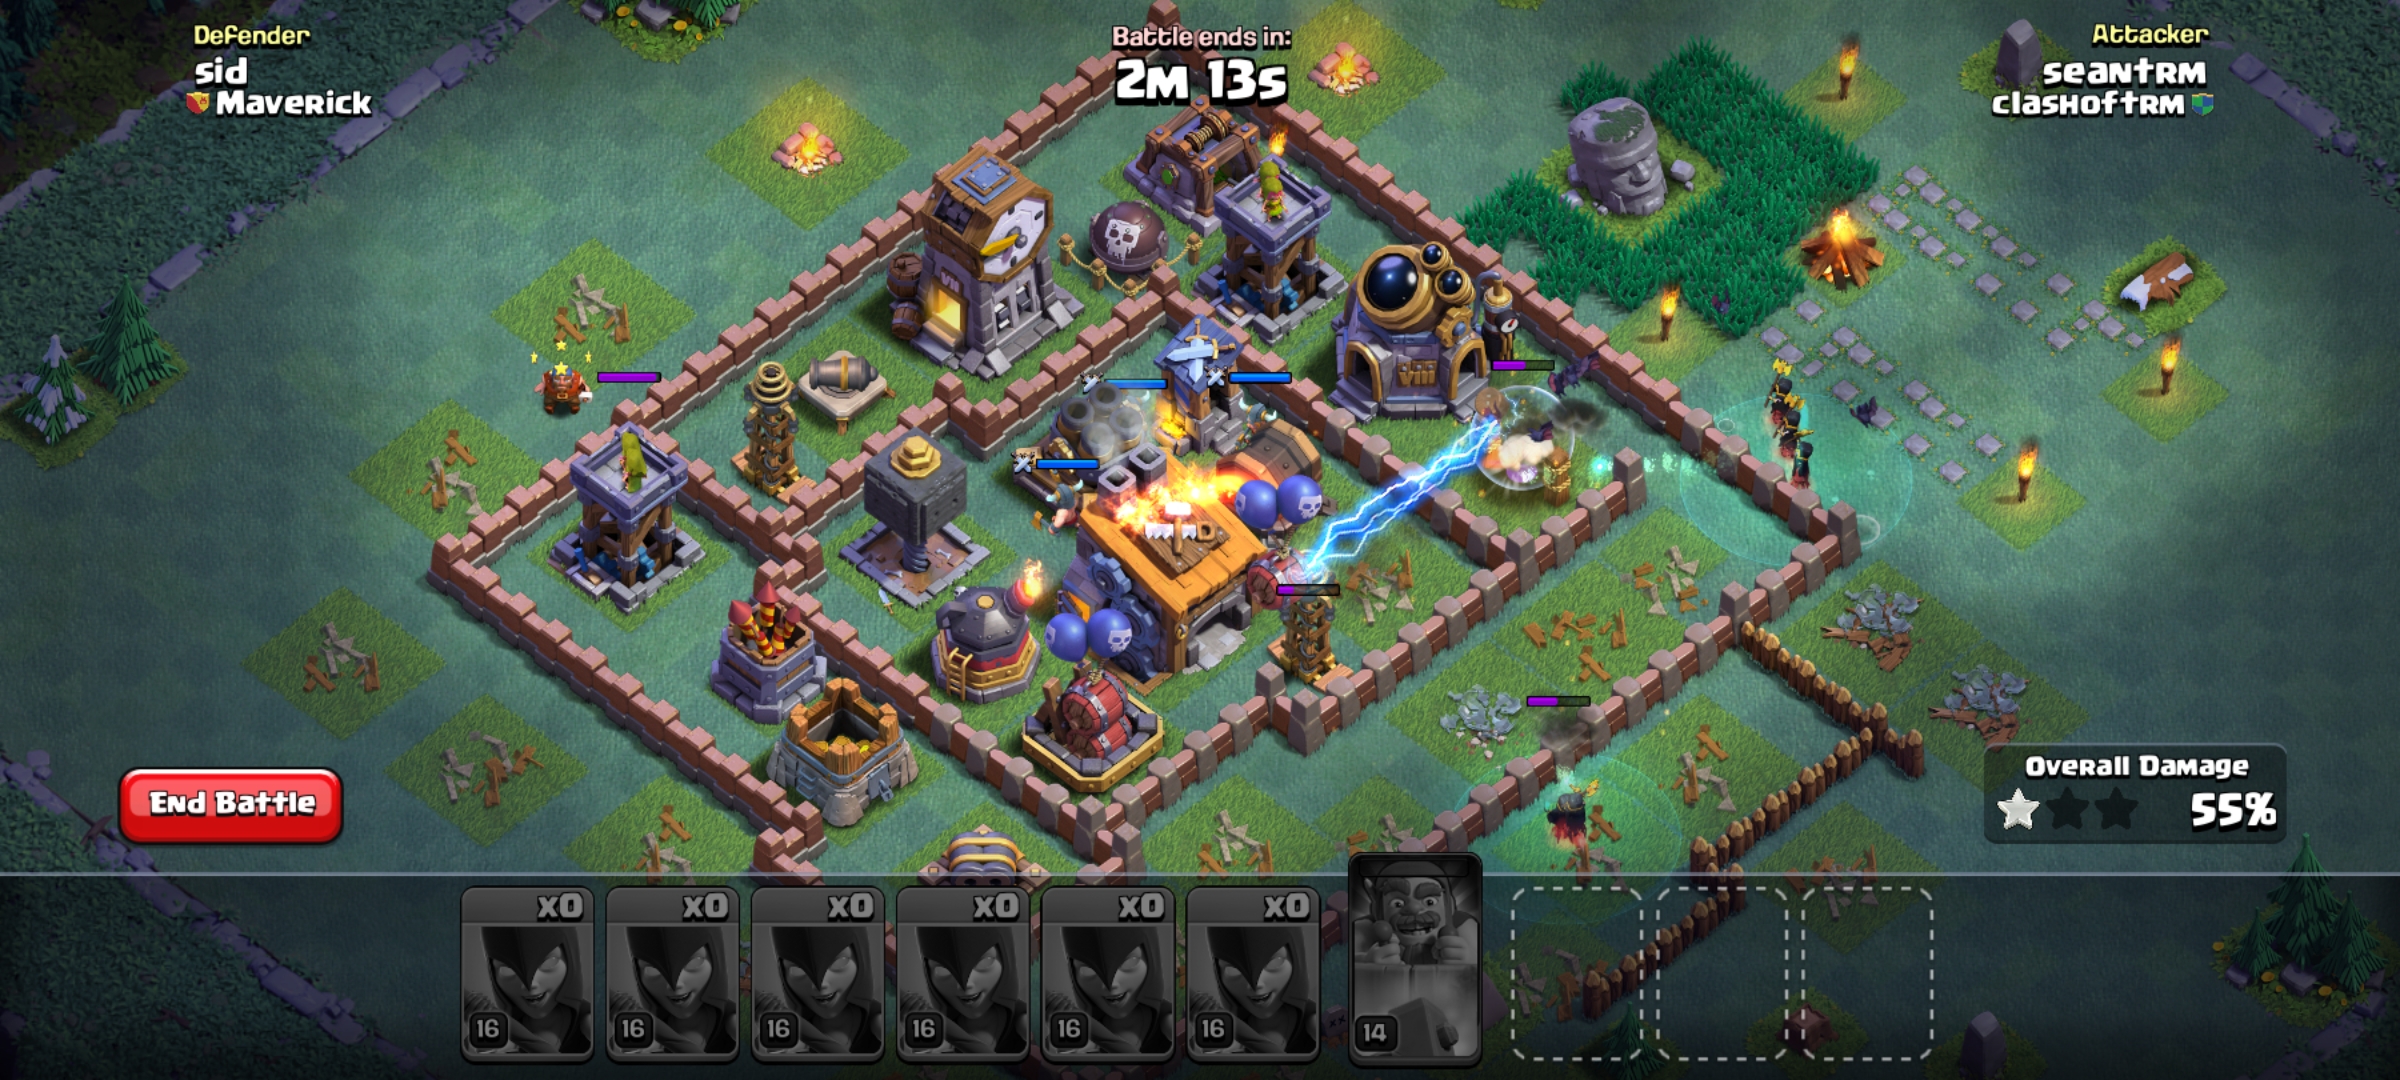 Defender
sid
Maverick
Battle ends in:
2M 13s
Attacker
seantRM
clashoftRM
VIII
End Battle
Overall Damage
55%
x0
x0
x0
x0
x0
x0
16
16
16
16
16
16
14